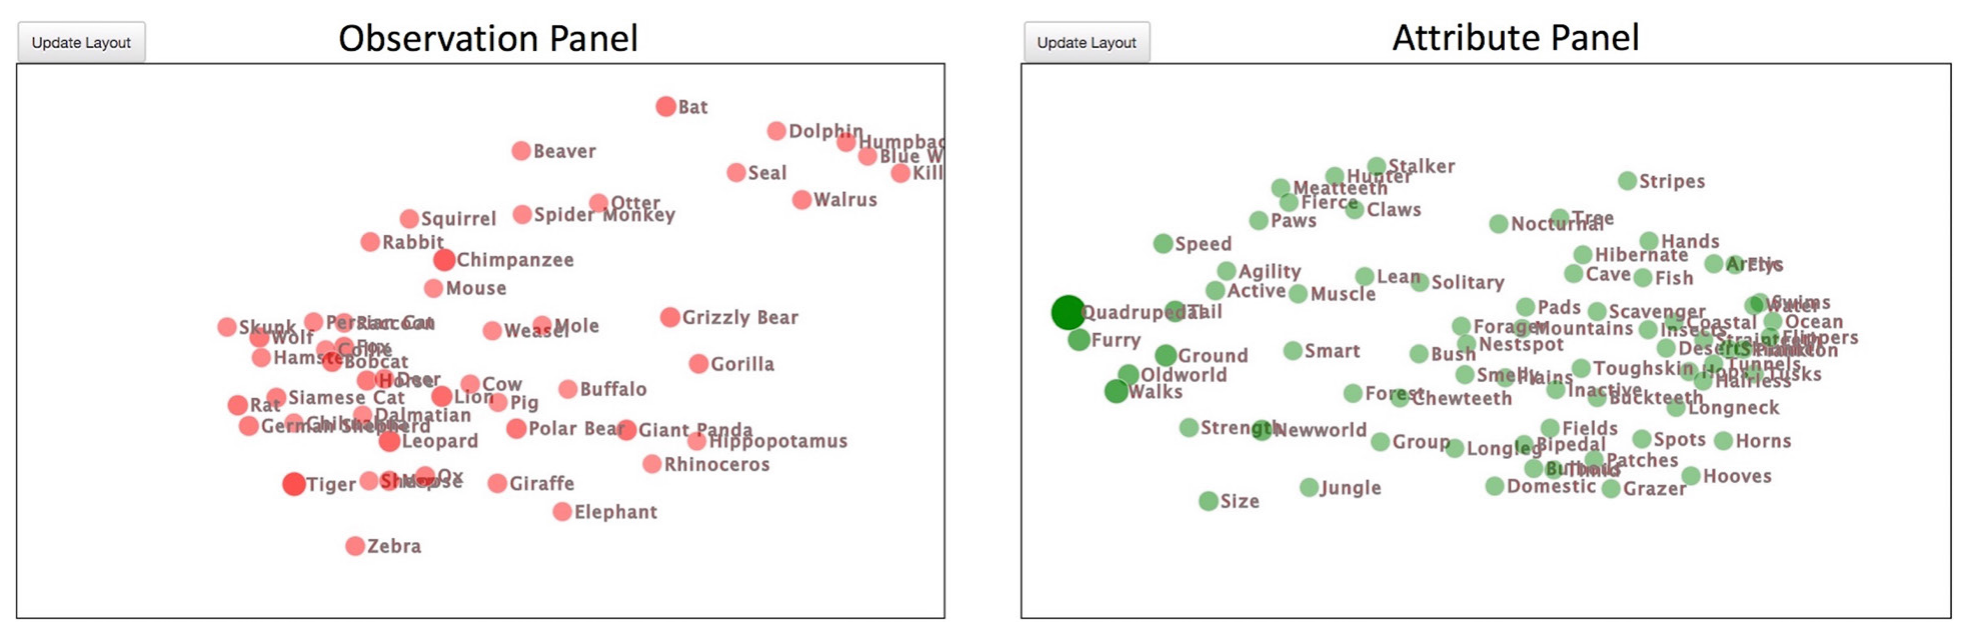 Update Layout
Observation Panel
Bat
Dolphin
Humpbac
Beaver
Blue W
Seal
Kill
Walrus
Otter
Spider Monkey
Squirrel
Rabbit
Chimpanzee
Mouse
Grizzly Bear
Persian Cat
Raccoon
Mole
Skunk
Weasel
Wolf
Fox
Collie
Hamster
Bobcat
Gorilla
Deer
Horse
Cow
Buffalo
Lion
Siamese Cat
Pig
Rat
Dalmatian
Chihuahua
German Shepherd
Polar Bear
Giant Panda
Leopard
Hippopotamus
Rhinoceros
Ox
Sheep
Moose
Tiger
Giraffe
Elephant
Zebra
Update Layout
Attribute Panel
Stalker
Hunter
Stripes
Meatteeth
Fierce
Claws
Paws
Tree
Nocturnal
Hands
Speed
Hibernate
Arctic
Flys
Agility
Cave
Lean
Fish
Solitary
Active
Muscle
Swims
Water
Pads
Quadrupedal
Tail
Scavenger
Coastal
Ocean
Forager
Mountains
Insects
Flippers
Furry
Strainteeth
Nestspot
Desert
Plankton
Smart
Bush
Ground
Tunnels
Toughskin
Hops
Tusks
Oldworld
Smelly
Plains
Hairless
Walks
Inactive
Forest
Chewteeth
Buckteeth
Longneck
Strength
Newworld
Fields
Group
Spots
Horns
Bipedal
Longleg
Patches
Bulbous
Timid
Hooves
Jungle
Domestic
Grazer
Size